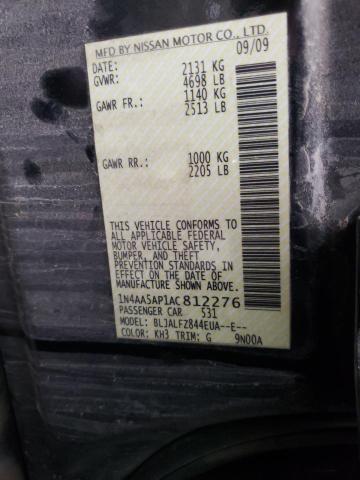 MFD BY NISSAN MOTOR CO., LTD.
DATE: 09/09
GVWR: 2131 KG
4698 LB
GAWR FR.: 1140 KG
2513 LB
GAWR RR.: 1000 KG
2205 LB
THIS VEHICLE CONFORMS TO
ALL APPLICABLE FEDERAL
MOTOR VEHICLE SAFETY,
BUMPER, AND THEFT
PREVENTION STANDARDS IN
EFFECT ON THE DATE OF
MANUFACTURE SHOWN ABOVE.
1N4AA5AP1AC812276
PASSENGER CAR 531
MODEL: BLJALFZ844EUA--E--
COLOR: KH3 TRIM: G 9N00A